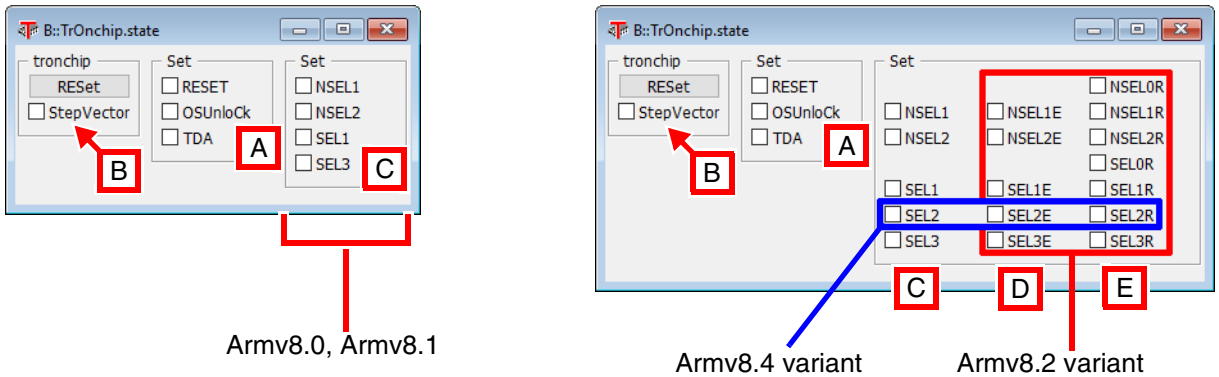 B::TrOnchip.state
tronchip
RESet
StepVector
Set
RESET
OSUnloCk
TDA
Set
NSEL1
NSEL2
SEL1
SEL3
A
B
C
Armv8.0, Armv8.1
B::TrOnchip.state
tronchip
RESet
StepVector
Set
RESET
OSUnloCk
TDA
Set
NSEL0R
NSEL1 NSEL1E NSEL1R
NSEL2 NSEL2E NSEL2R
SEL0R
SEL1 SEL1E SEL1R
SEL2 SEL2E SEL2R
SEL3 SEL3E SEL3R
A
B
C D E
Armv8.4 variant Armv8.2 variant